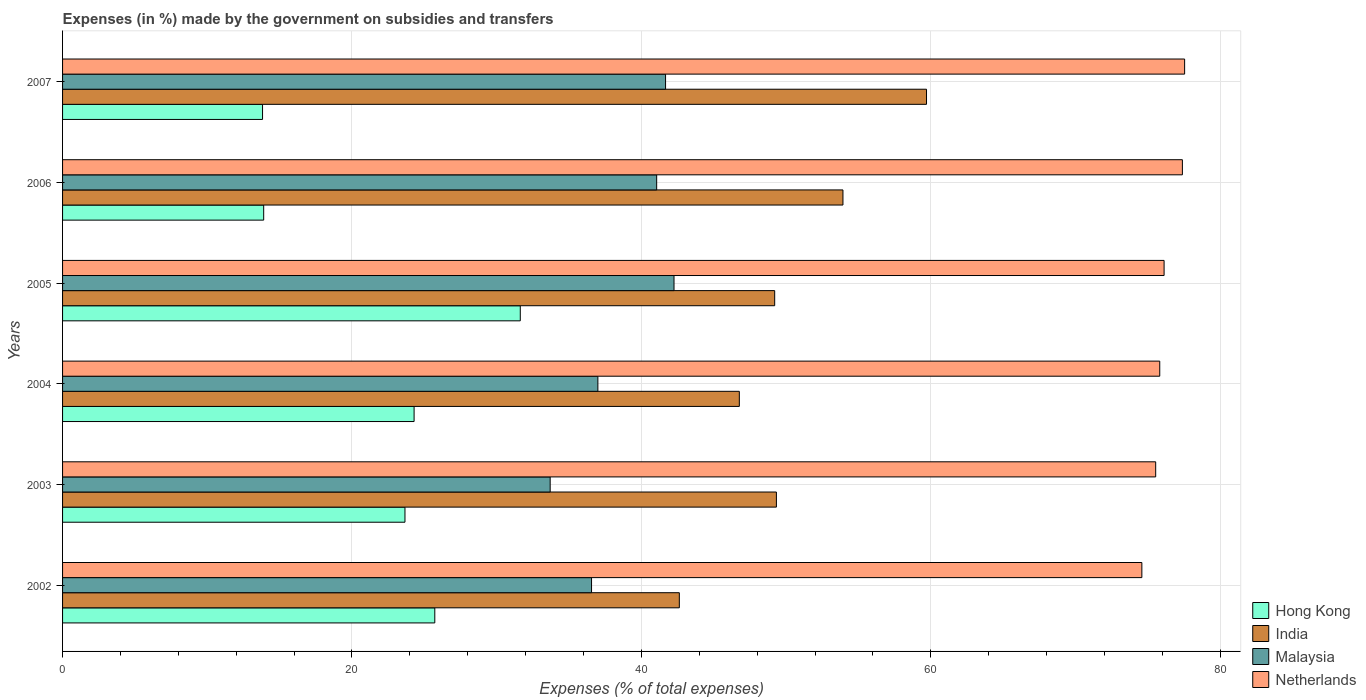 Expenses (in %) made by the government on subsidies and transfers
2007
2006
2005
2004
2003
2002
Years
0
20
40
60
80
Expenses (% of total expenses)
Hong Kong
India
Malaysia
Netherlands